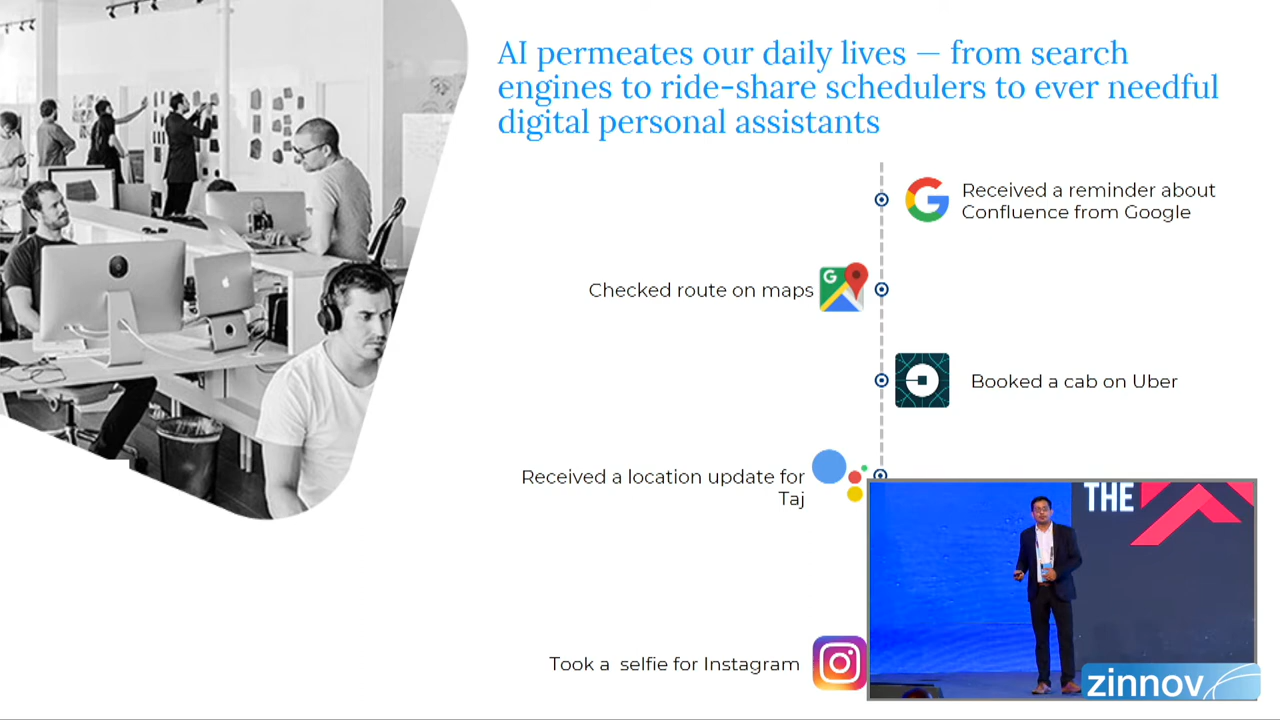 AI permeates our daily lives — from search
engines to ride-share schedulers to ever needful
digital personal assistants
Received a reminder about
Confluence from Google
Checked route on maps
Booked a cab on Uber
Received a location update for
Taj
THE
Took a selfie for Instagram
zinnov